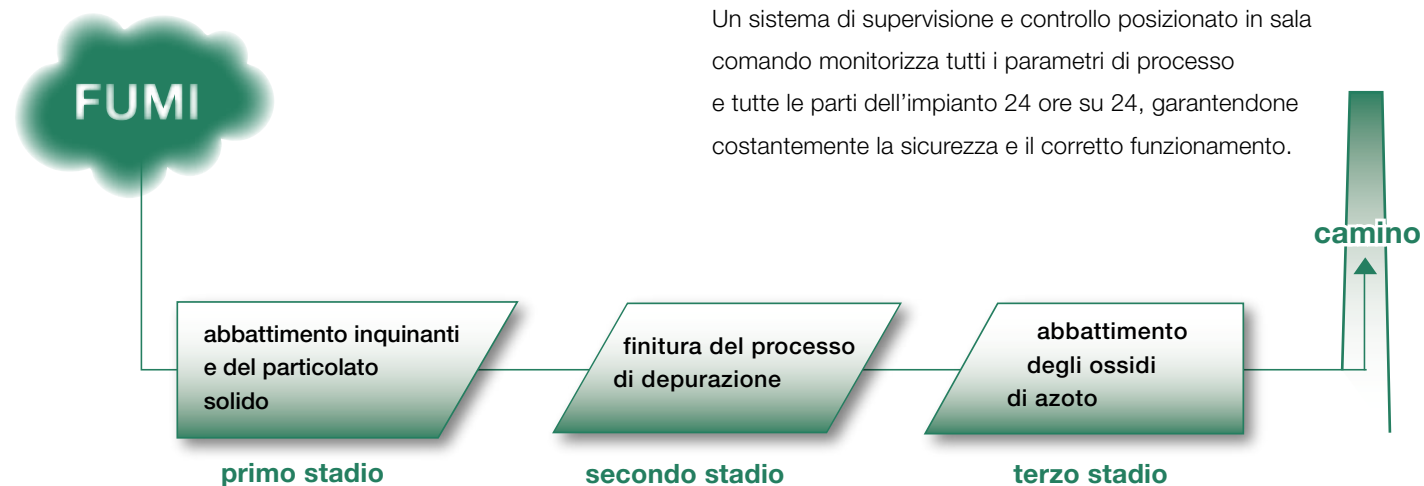 Un sistema di supervisione e controllo posizionato in sala
comando monitorizza tutti i parametri di processo
e tutte le parti dell'impianto 24 ore su 24, garantendone
costantemente la sicurezza e il corretto funzionamento.
FUMI
camino
abbattimento inquinanti
e del particolato
solido
primo stadio
finitura del processo
di depurazione
secondo stadio
abbattimento
degli ossidi
di azoto
terzo stadio